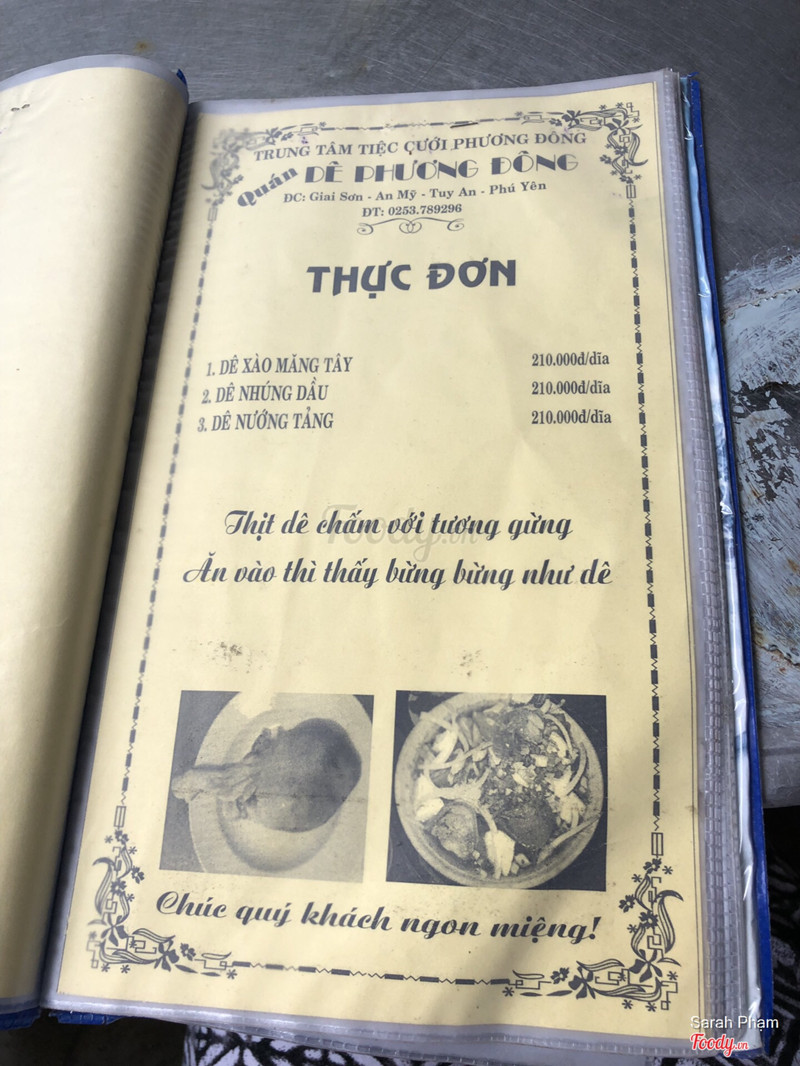 TRUNG TÂM TIỆC CƯỚI PHƯƠNG ĐÔNG
Quán DÊ PHƯƠNG ĐÔNG
ĐC: Giai Sơn - An Mỹ - Tuy An - Phú Yên
ĐT: 0253.789296
THỰC ĐƠN
1. DÊ XÀO MĂNG TÂY 210.000đ/dĩa
2. DÊ NHÚNG DẦU 210.000đ/dĩa
3. DÊ NƯỚNG TẢNG 210.000đ/dĩa
Thịt dê chấm với tương gừng
Ăn vào thì thấy bừng bừng như dê
Foody.vn
Chúc quý khách ngon miệng!
Sarah Phạm
Foody.vn